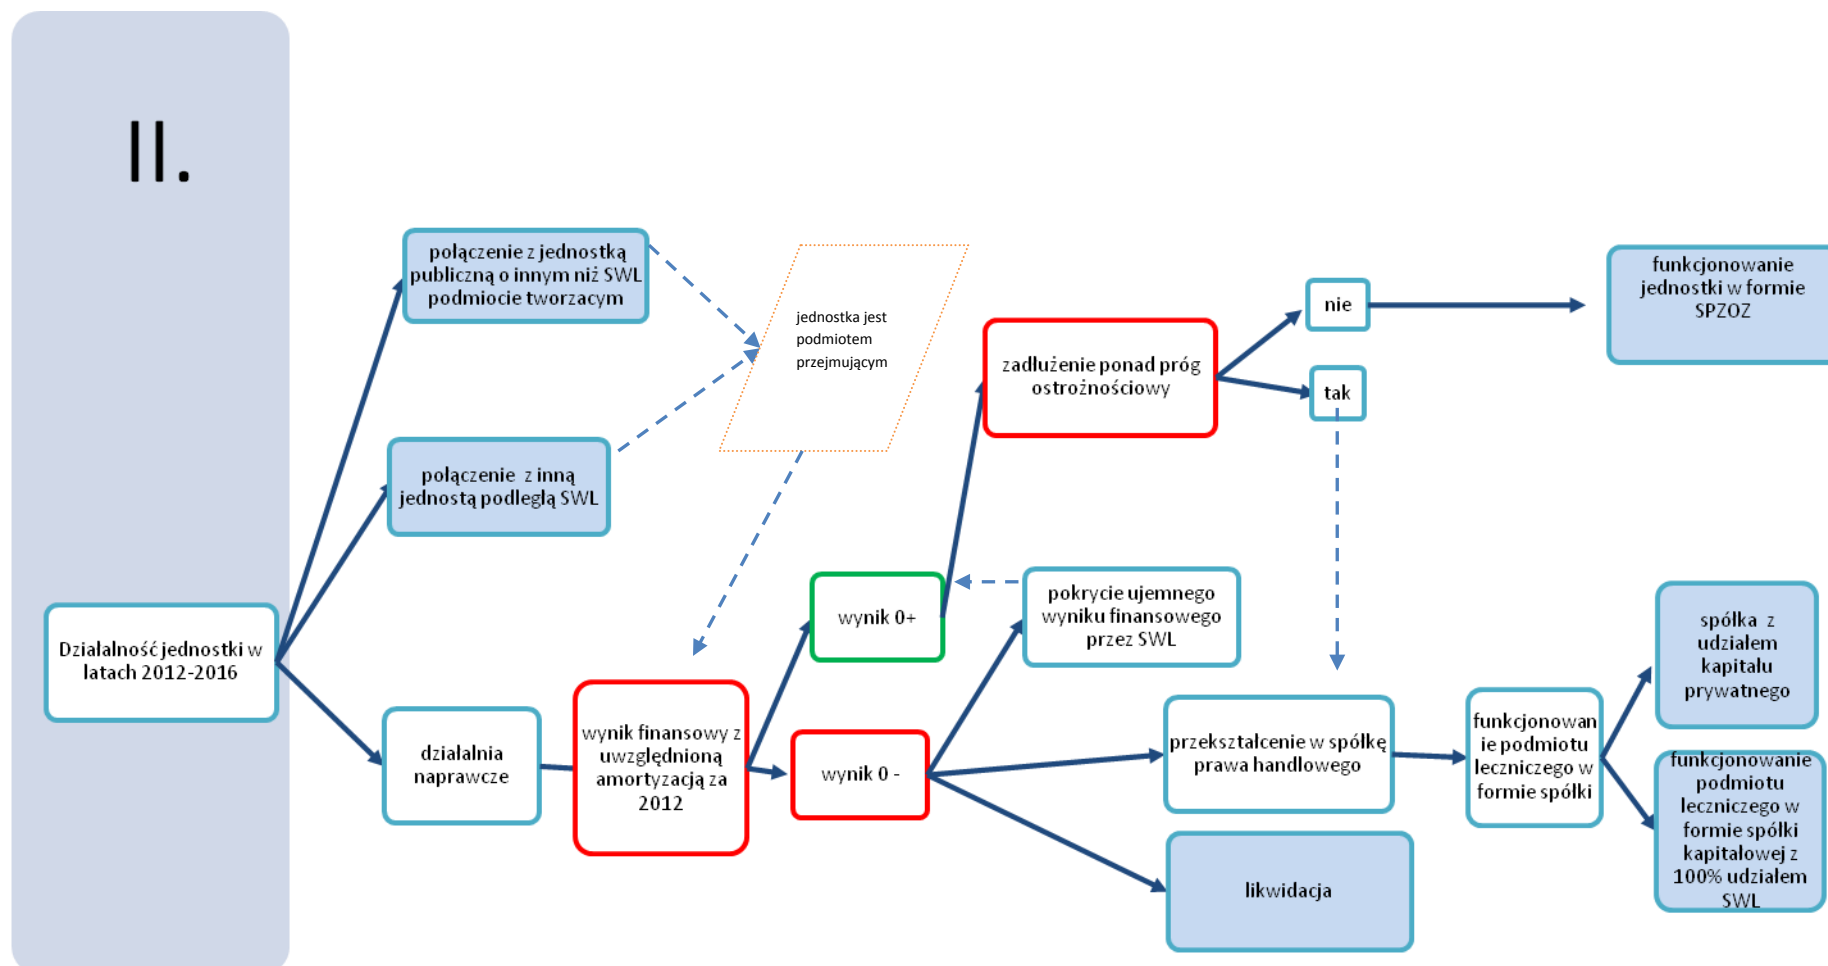 II.
połączenie z jednostką
publiczną o innym niż SWL
podmiocie tworzacym
jednostka jest
podmiotem
przejmującym
zadłużenie ponad próg
ostrożnościowy
nie
tak
funkcjonowanie
jednostki w formie
SPZOZ
połączenie z inną
jednostą podległą SWL
Działalność jednostki w
latach 2012-2016
działalnia
naprawcze
wynik finansowy z
uwzględnioną
amortyzacją za
2012
wynik 0+
wynik 0 -
pokrycie ujemnego
wyniku finansowego
przez SWL
przekształcenie w spółkę
prawa handlowego
likwidacja
funkcjonowan
ie podmiotu
leczniczego w
formie spółki
spółka z
udziałem
kapitału
prywatnego
funkcjonowanie
podmiotu
leczniczego w
formie spółki
kapitałowej z
100% udziałem
SWL